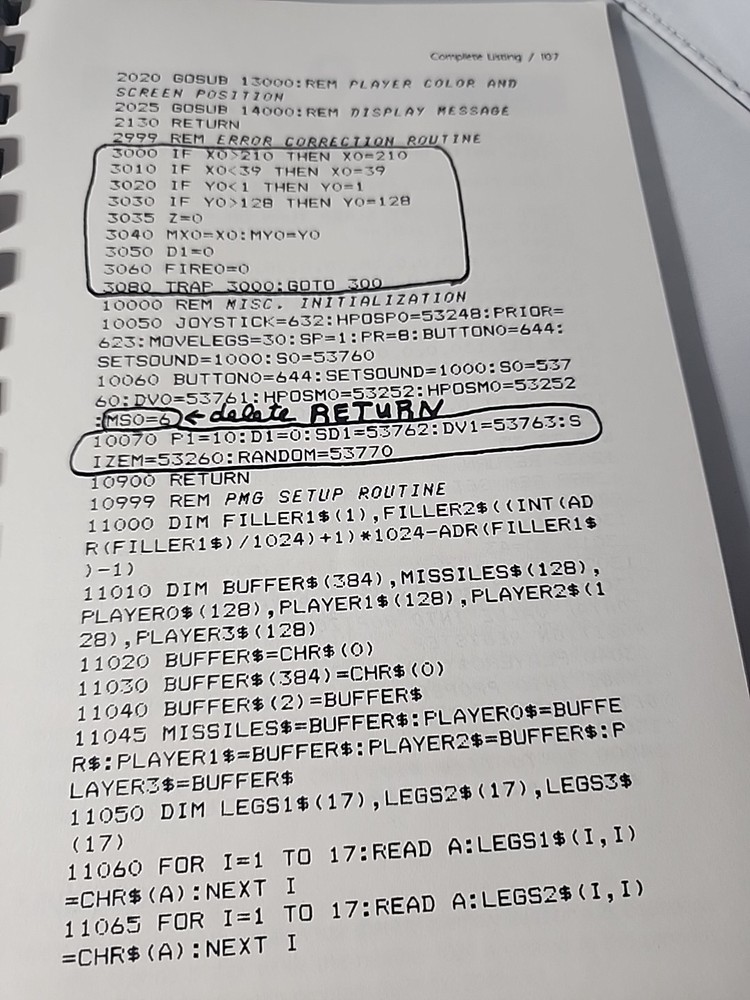 Complete Listing / 107
2020 GOSUB 13000:REM PLAYER COLOR AND
SCREEN POSITION
2025 GOSUB 14000:REM DISPLAY MESSAGE
2130 RETURN
2999 REM ERROR CORRECTION ROUTINE
3000 IF X0>210 THEN X0=210
3010 IF X0<39 THEN X0=39
3020 IF Y0<1 THEN Y0=1
3030 IF Y0>128 THEN Y0=128
3035 Z=0
3040 MX0=X0:MY0=Y0
3050 D1=0
3060 FIRE0=0
3080 TRAP 3000:GOTO 300
10000 REM MISC. INITIALIZATION
10050 JOYSTICK=632:HPOSP0=53248:PRIOR=
623:MOVELEGS=30:SP=1:PR=8:BUTTON0=644:
SETSOUND=1000:S0=53760
10060 BUTTON0=644:SETSOUND=1000:S0=537
60:DV0=53761:HPOSM0=53252:HPOSM0=53252
:MS0=6 ← delete RETURN
10070 P1=10:D1=0:SD1=53762:DV1=53763:S
IZEM=53260:RANDOM=53770
10900 RETURN
10999 REM PMG SETUP ROUTINE
11000 DIM FILLER1$(1),FILLER2$((INT(AD
R(FILLER1$)/1024)+1)*1024-ADR(FILLER1$
)-1)
11010 DIM BUFFER$(384),MISSILES$(128),
PLAYER0$(128),PLAYER1$(128),PLAYER2$(1
28),PLAYER3$(128)
11020 BUFFER$=CHR$(0)
11030 BUFFER$(384)=CHR$(0)
11040 BUFFER$(2)=BUFFER$
11045 MISSILES$=BUFFER$:PLAYER0$=BUFFE
R$:PLAYER1$=BUFFER$:PLAYER2$=BUFFER$:P
LAYER3$=BUFFER$
11050 DIM LEGS1$(17),LEGS2$(17),LEGS3$
(17)
11060 FOR I=1 TO 17:READ A:LEGS1$(I,I)
=CHR$(A):NEXT I
11065 FOR I=1 TO 17:READ A:LEGS2$(I,I)
=CHR$(A):NEXT I